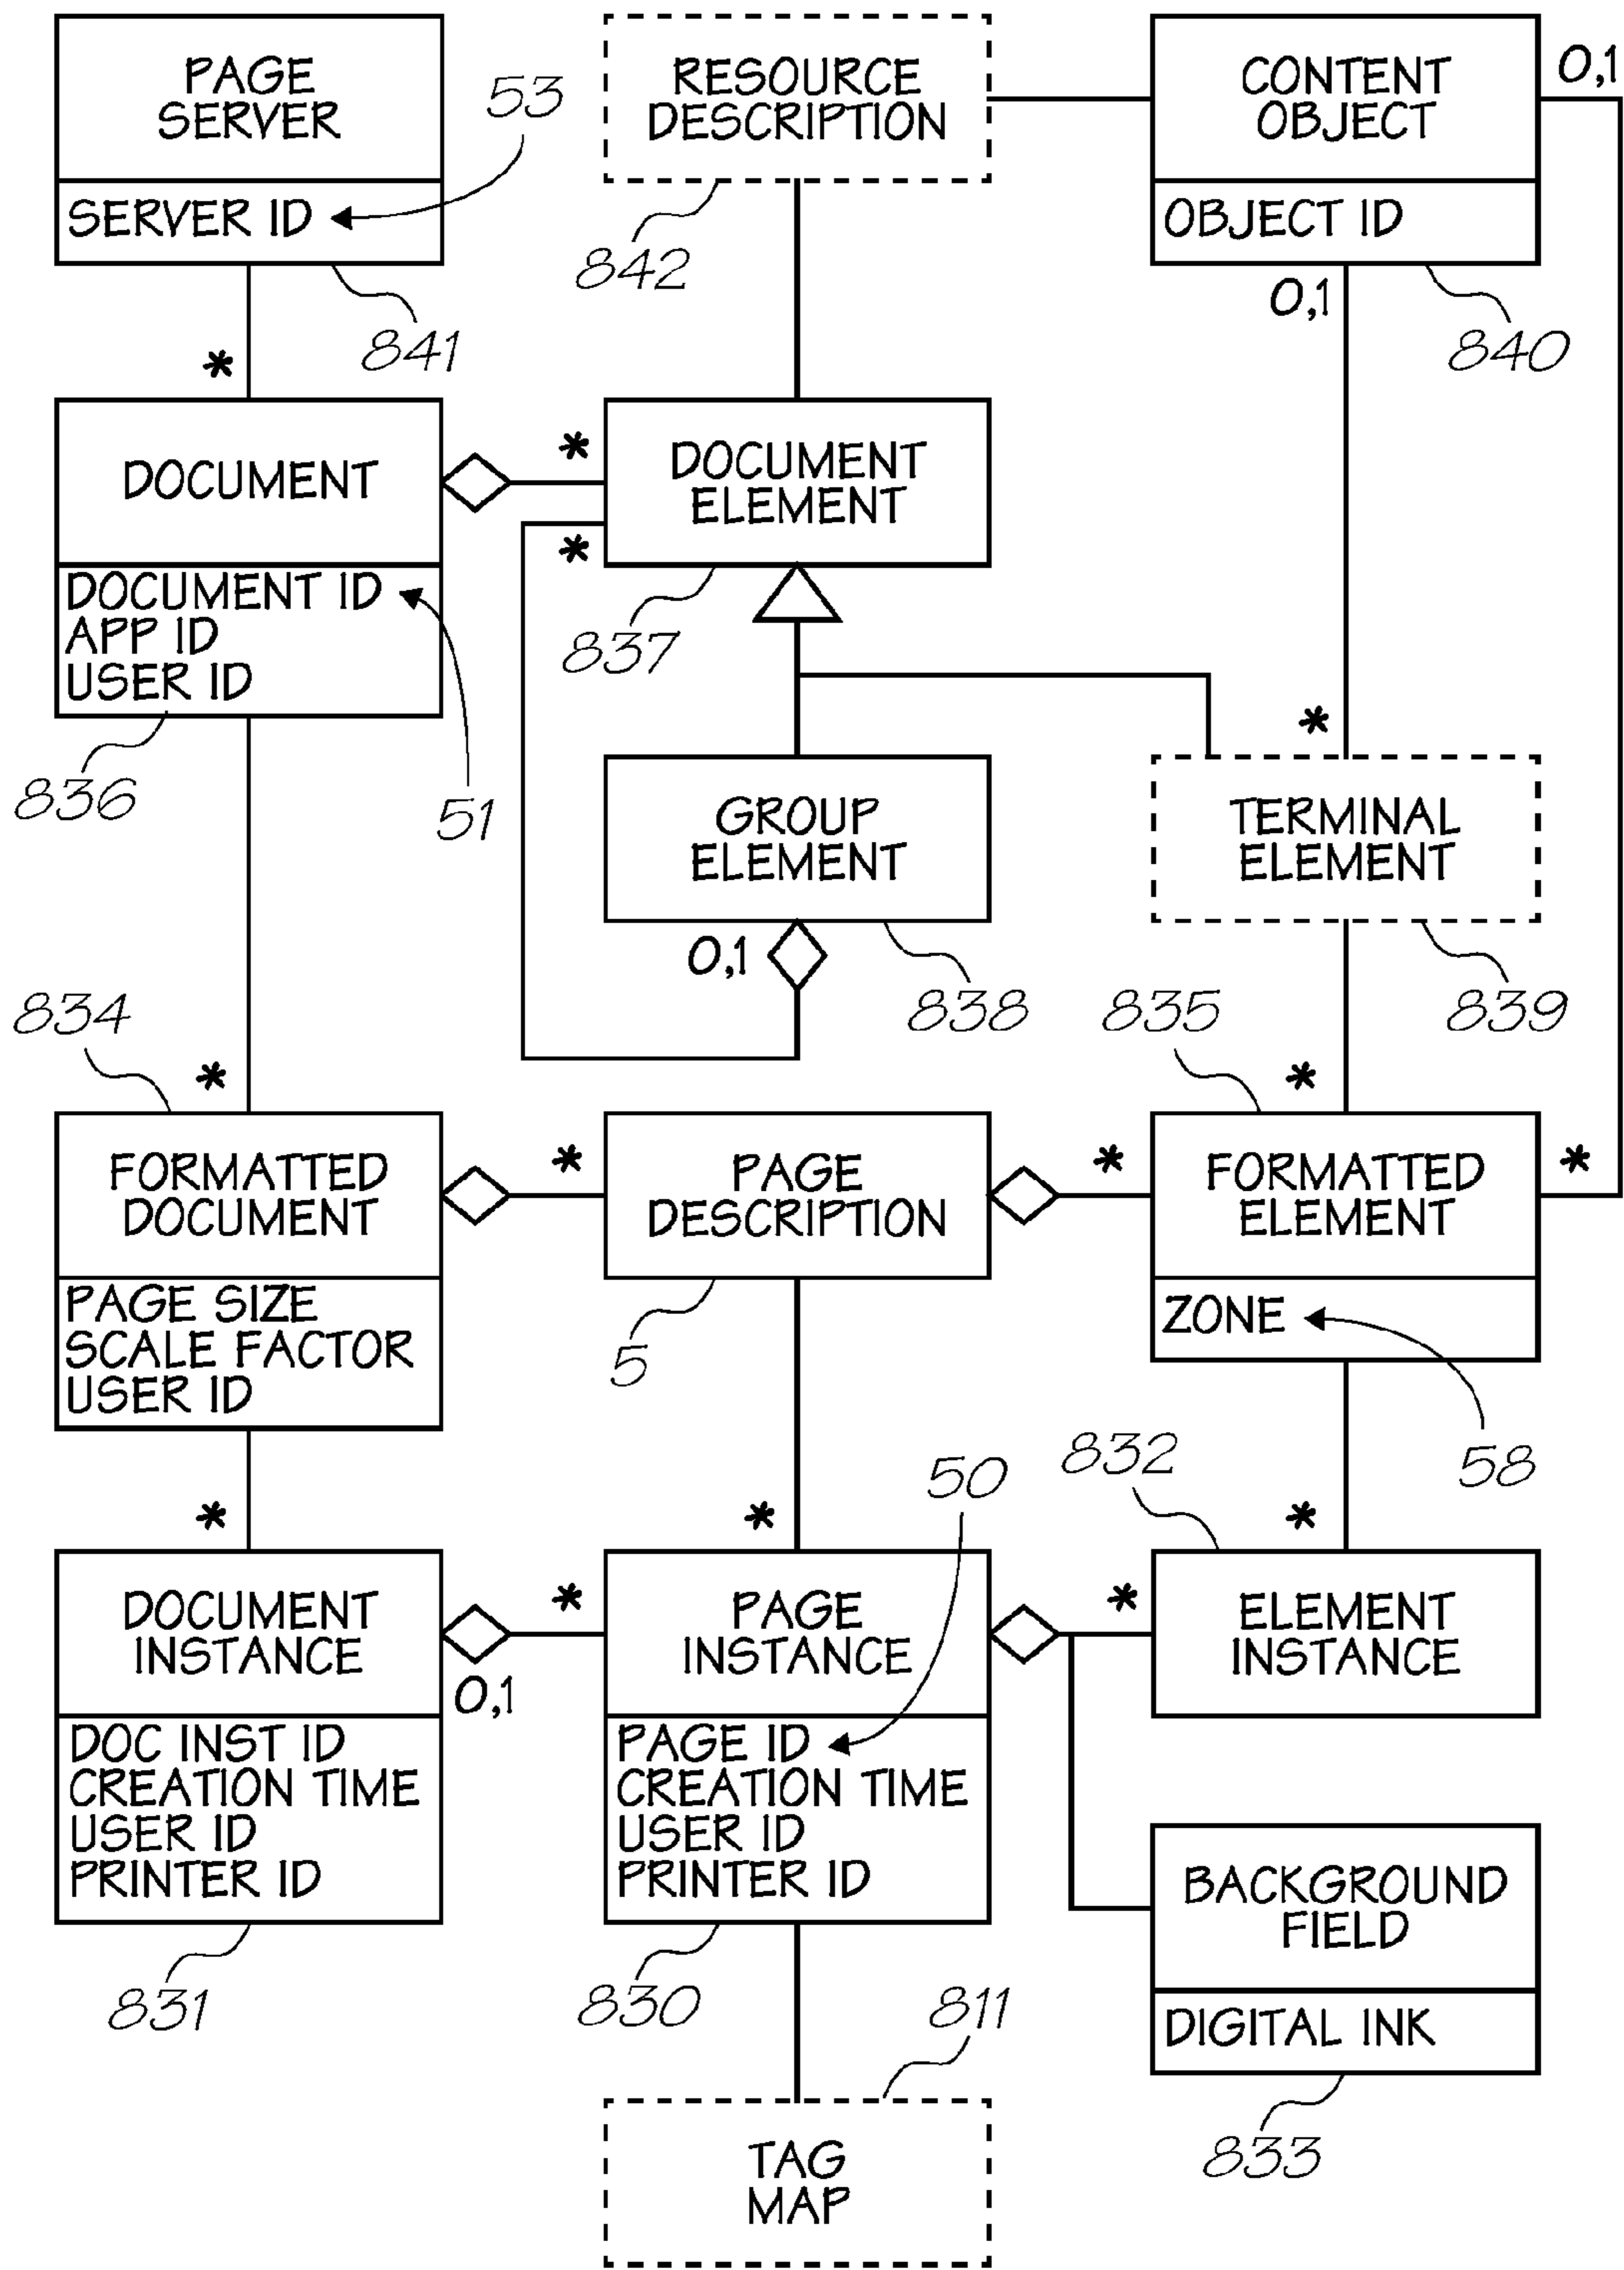 PAGE
SERVER
SERVER ID
53
841
RESOURCE
DESCRIPTION
842
CONTENT
OBJECT
OBJECT ID
0,1
0,1
840
*
DOCUMENT
DOCUMENT ID
APP ID
USER ID
836
51
*
*
DOCUMENT
ELEMENT
837
GROUP
ELEMENT
0,1
838
*
TERMINAL
ELEMENT
839
834
*
FORMATTED
DOCUMENT
PAGE SIZE
SCALE FACTOR
USER ID
*
PAGE
DESCRIPTION
5
835
*
*
FORMATTED
ELEMENT
*
ZONE
58
*
DOCUMENT
INSTANCE
0,1
DOC INST ID
CREATION TIME
USER ID
PRINTER ID
831
*
*
50
PAGE
INSTANCE
PAGE ID
CREATION TIME
USER ID
PRINTER ID
830
832
*
*
ELEMENT
INSTANCE
BACKGROUND
FIELD
DIGITAL INK
833
811
TAG
MAP